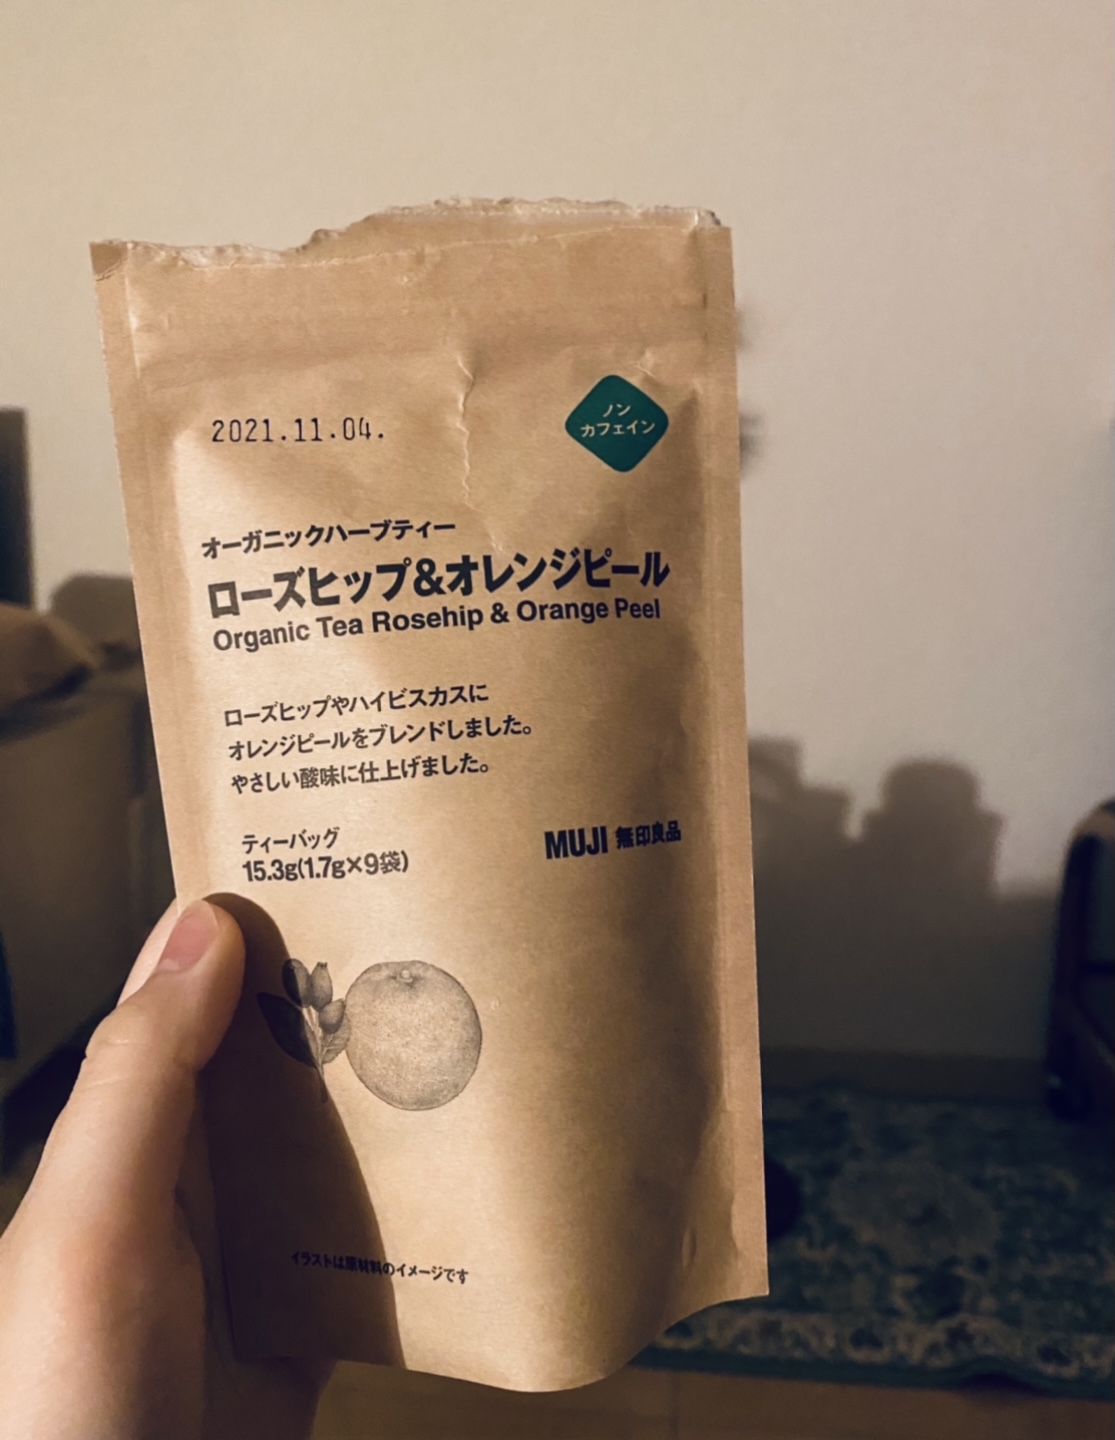 2021.11.04.
ノン
カフェイン
オーガニックハーブティー
ローズヒップ&オレンジピール
Organic Tea Rosehip & Orange Peel
ローズヒップやハイビスカスに
オレンジピールをブレンドしました。
やさしい酸味に仕上げました。
ティーバッグ
15.3g(1.7g×9袋)
MUJI 無印良品
イラストは原材料のイメージです